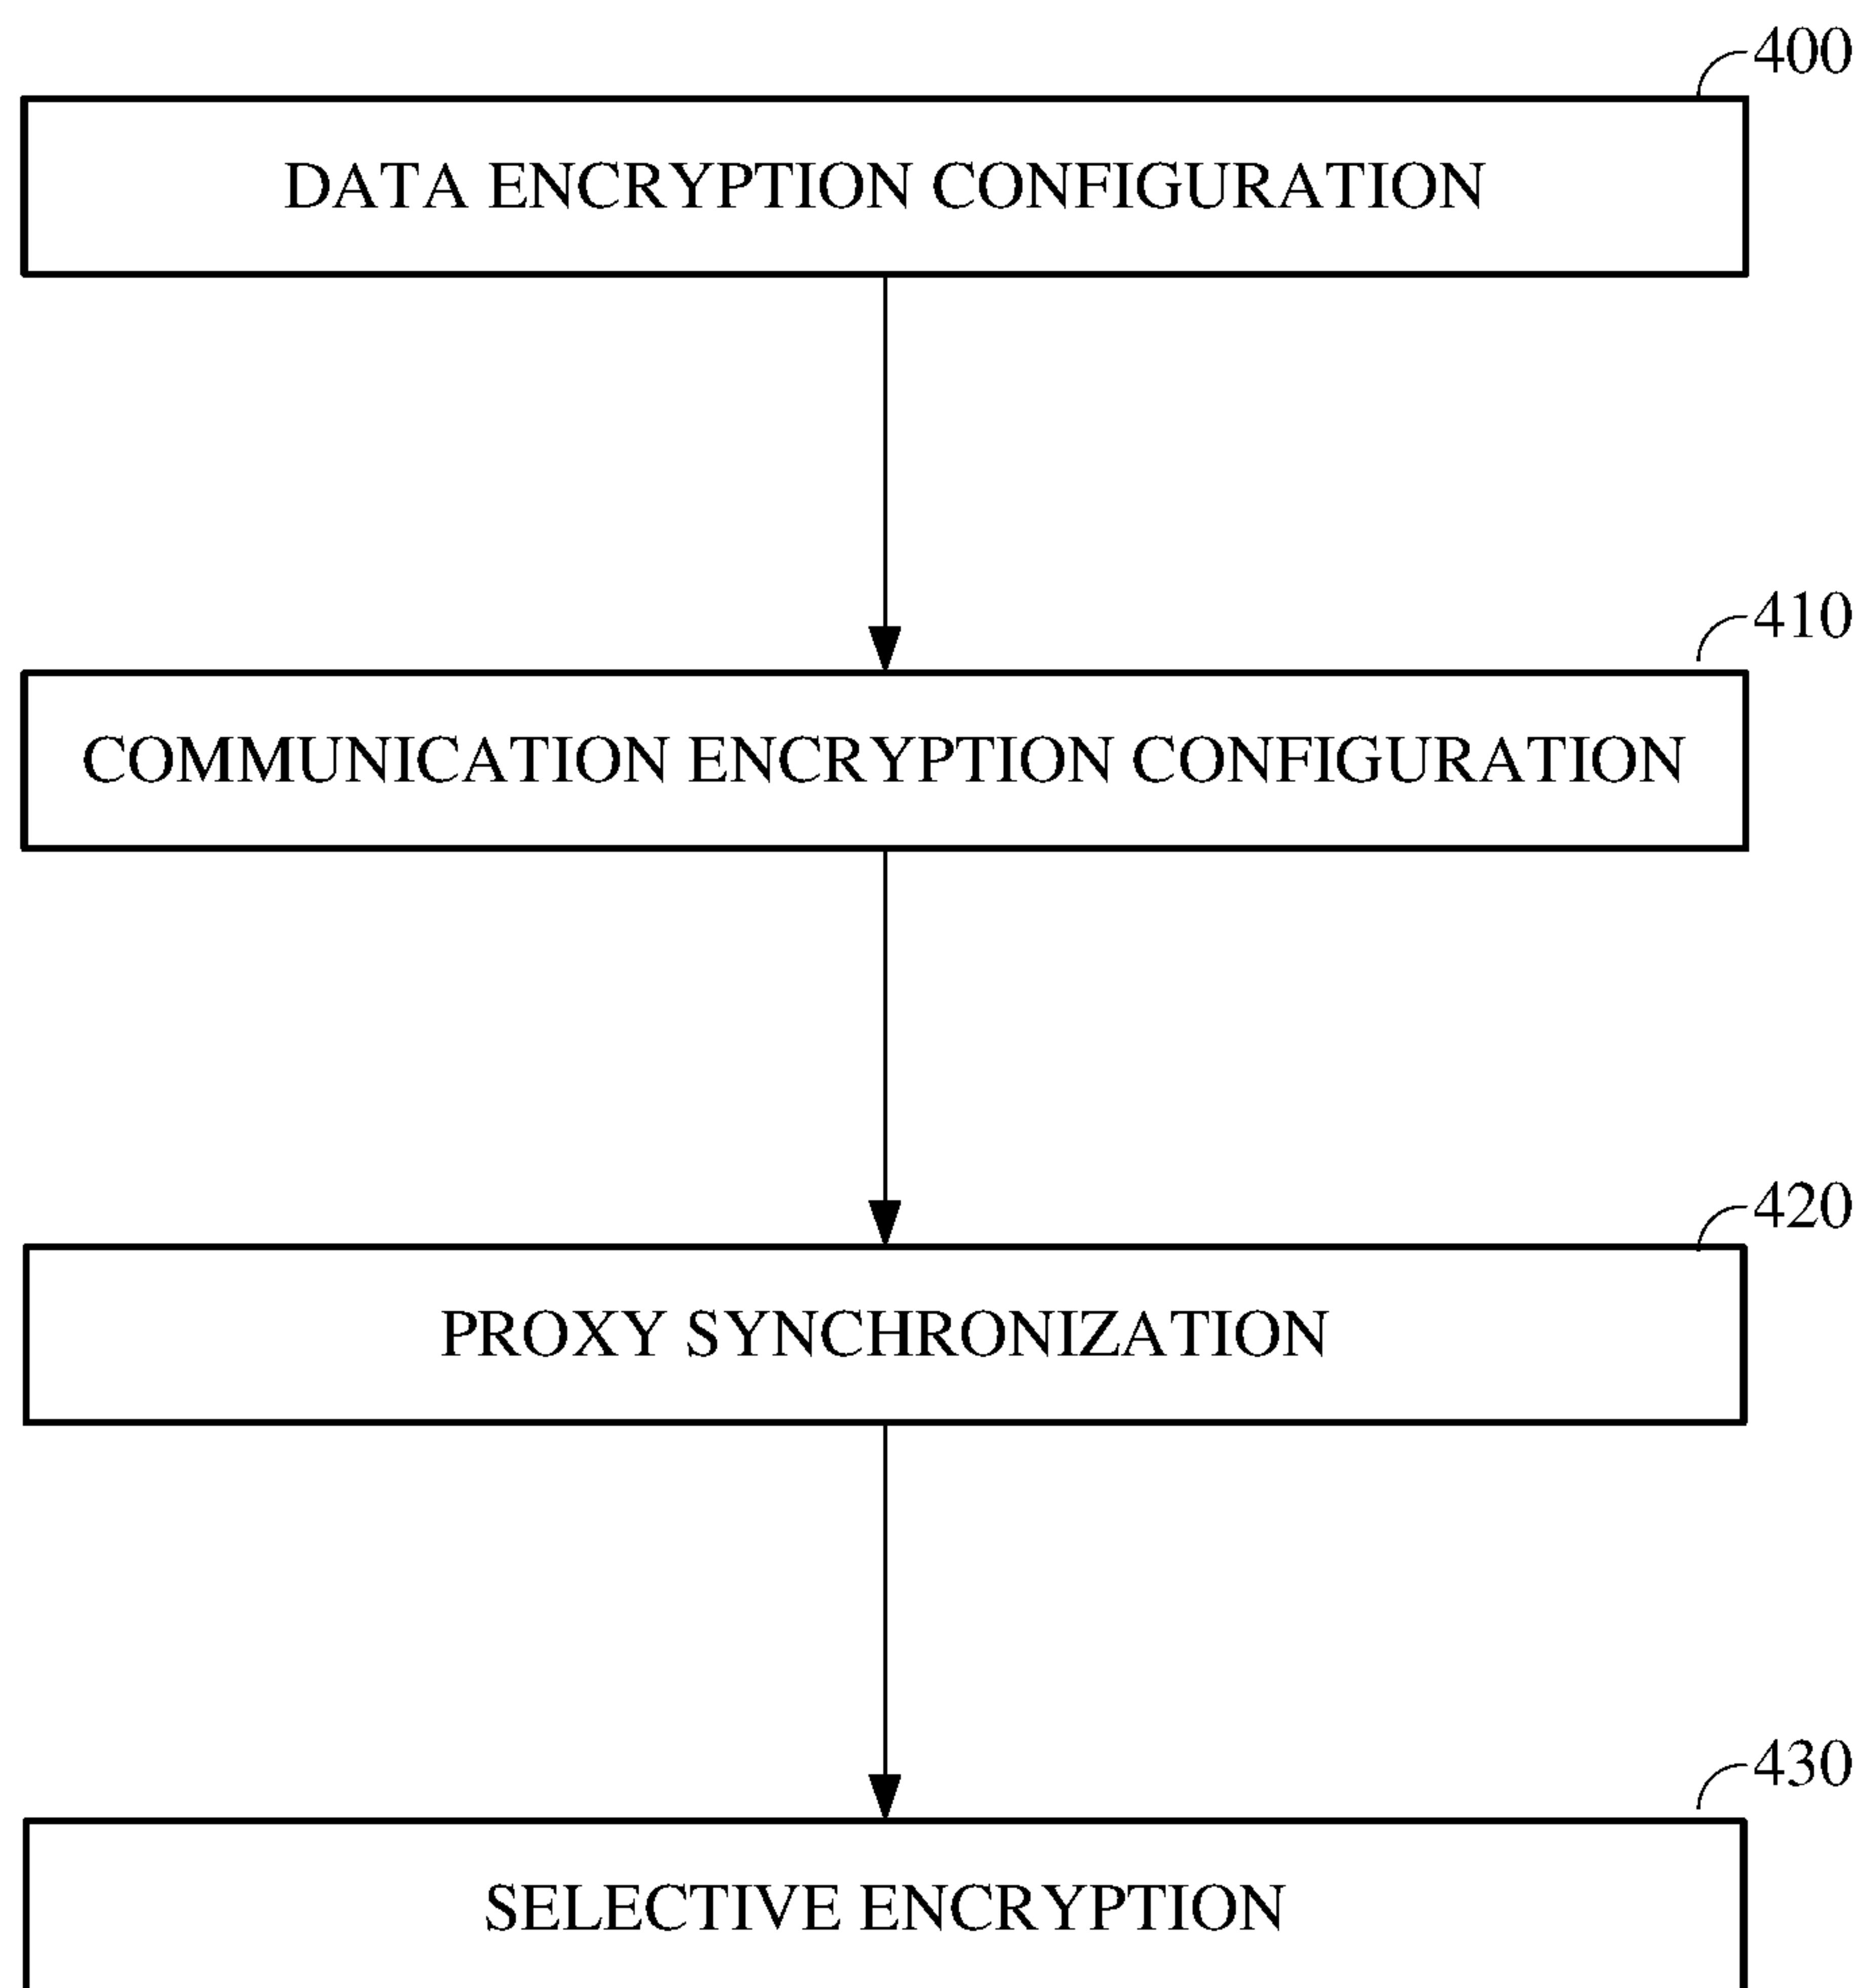 400
DATA ENCRYPTION CONFIGURATION
410
COMMUNICATION ENCRYPTION CONFIGURATION
420
PROXY SYNCHRONIZATION
430
SELECTIVE ENCRYPTION